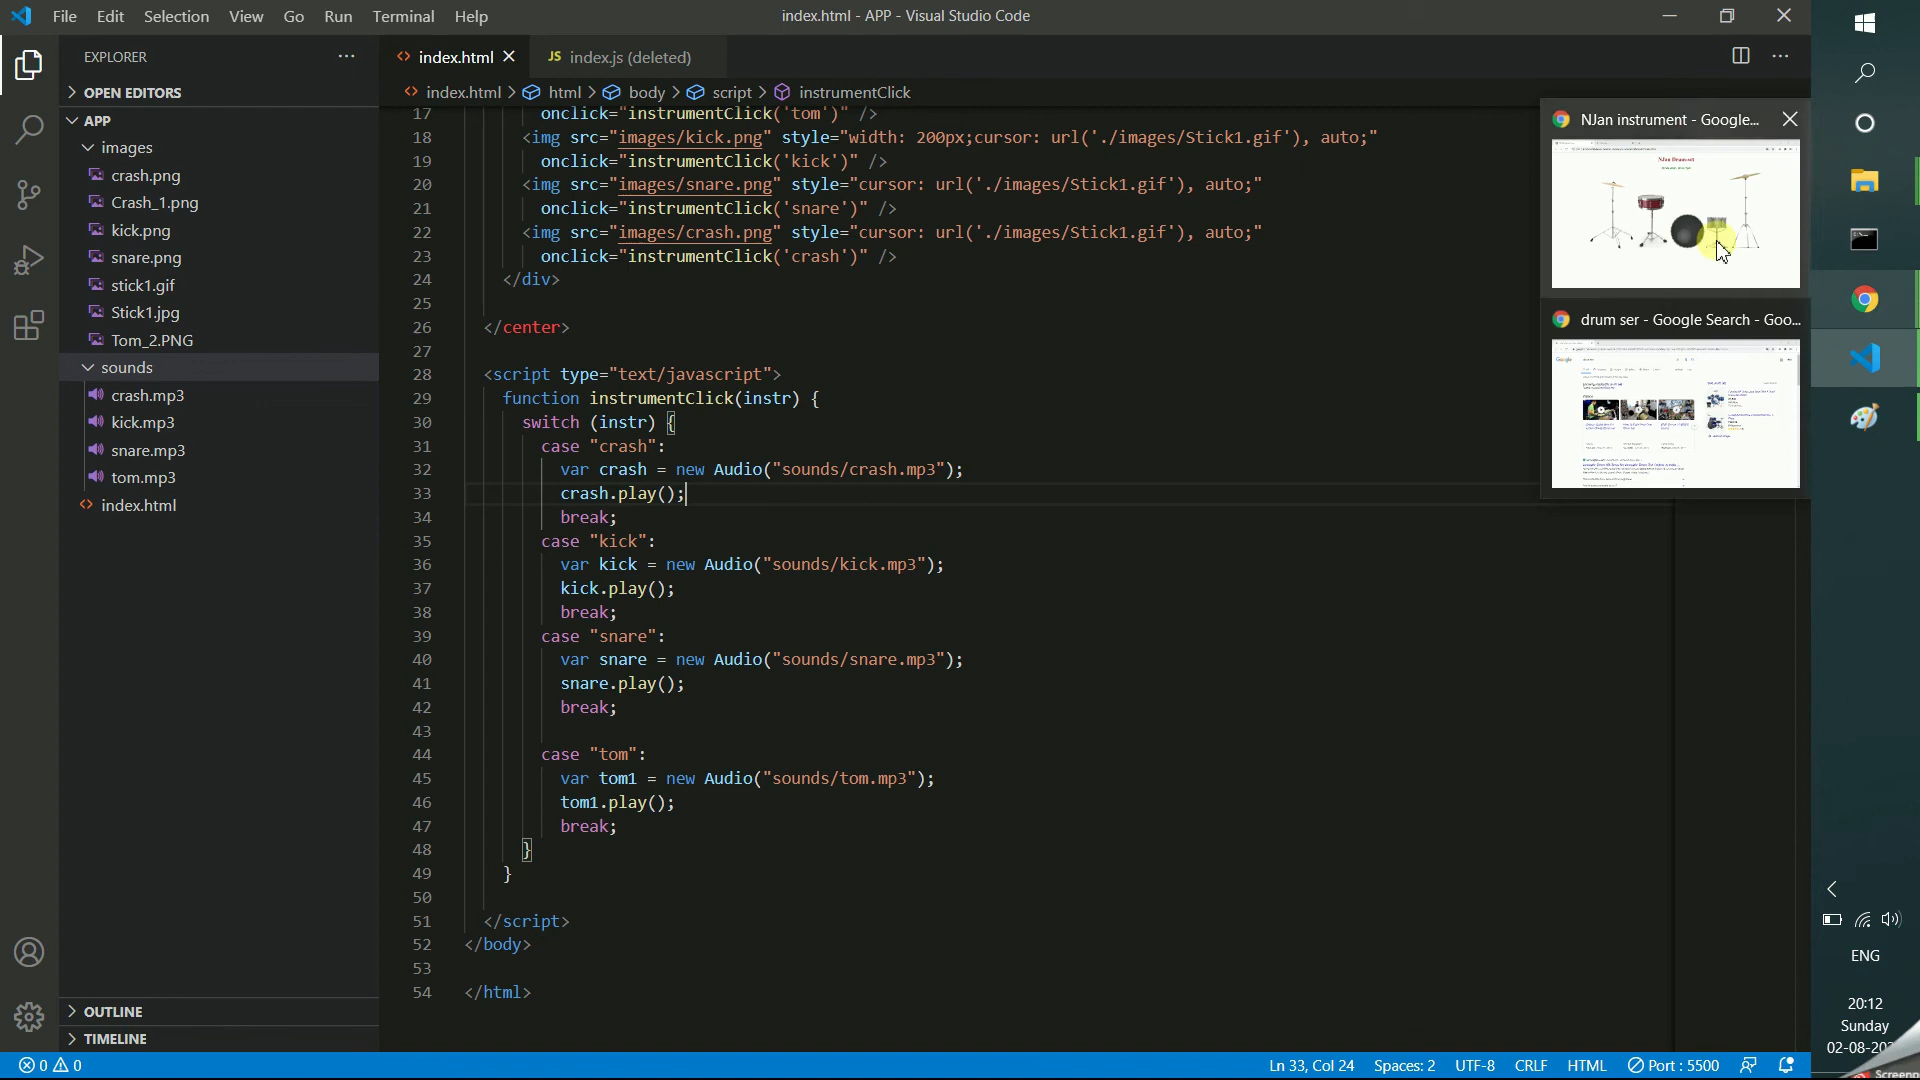 File Edit Selection View Go Run Terminal Help
index.html - APP - Visual Studio Code
EXPLORER
OPEN EDITORS
APP
images
crash.png
Crash_1.png
kick.png
snare.png
stick1.gif
Stick1.jpg
Tom_2.PNG
sounds
crash.mp3
kick.mp3
snare.mp3
tom.mp3
index.html
OUTLINE
TIMELINE
index.html JS index.js (deleted)
index.html html body script instrumentClick
17 onclick="instrumentClick('tom')" />
18 <img src="images/kick.png" style="width: 200px;cursor: url('./images/Stick1.gif'), auto;"
19 onclick="instrumentClick('kick')" />
20 <img src="images/snare.png" style="cursor: url('./images/Stick1.gif'), auto;"
21 onclick="instrumentClick('snare')" />
22 <img src="images/crash.png" style="cursor: url('./images/Stick1.gif'), auto;"
23 onclick="instrumentClick('crash')" />
24 </div>
25
26 </center>
27
28 <script type="text/javascript">
29 function instrumentClick(instr) {
30 switch (instr) {
31 case "crash":
32 var crash = new Audio("sounds/crash.mp3");
33 crash.play();
34 break;
35 case "kick":
36 var kick = new Audio("sounds/kick.mp3");
37 kick.play();
38 break;
39 case "snare":
40 var snare = new Audio("sounds/snare.mp3");
41 snare.play();
42 break;
43
44 case "tom":
45 var tom1 = new Audio("sounds/tom.mp3");
46 tom1.play();
47 break;
48 }
49 }
50
51 </script>
52 </body>
53
54 </html>
NJan instrument - Google...
NJan Drum set
drum ser - Google Search - Goo...
Google
ENG
20:12
Sunday
02-08-20
0 0 Ln 33, Col 24 Spaces: 2 UTF-8 CRLF HTML Port : 5500